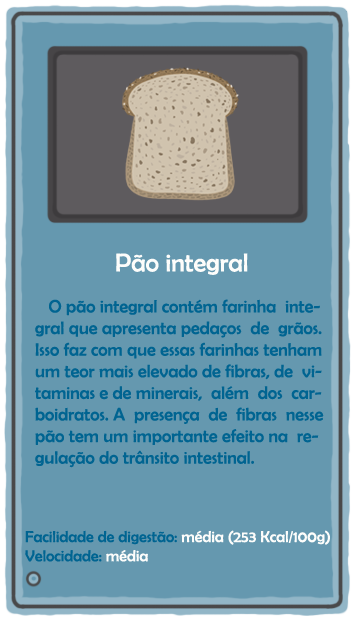 Pão integral
O pão integral contém farinha inte-
gral que apresenta pedaços de grãos.
Isso faz com que essas farinhas tenham
um teor mais elevado de fibras, de vi-
taminas e de minerais, além dos car-
boidratos. A presença de fibras nesse
pão tem um importante efeito na re-
gulação do trânsito intestinal.
Facilidade de digestão: média (253 Kcal/100g)
Velocidade: média